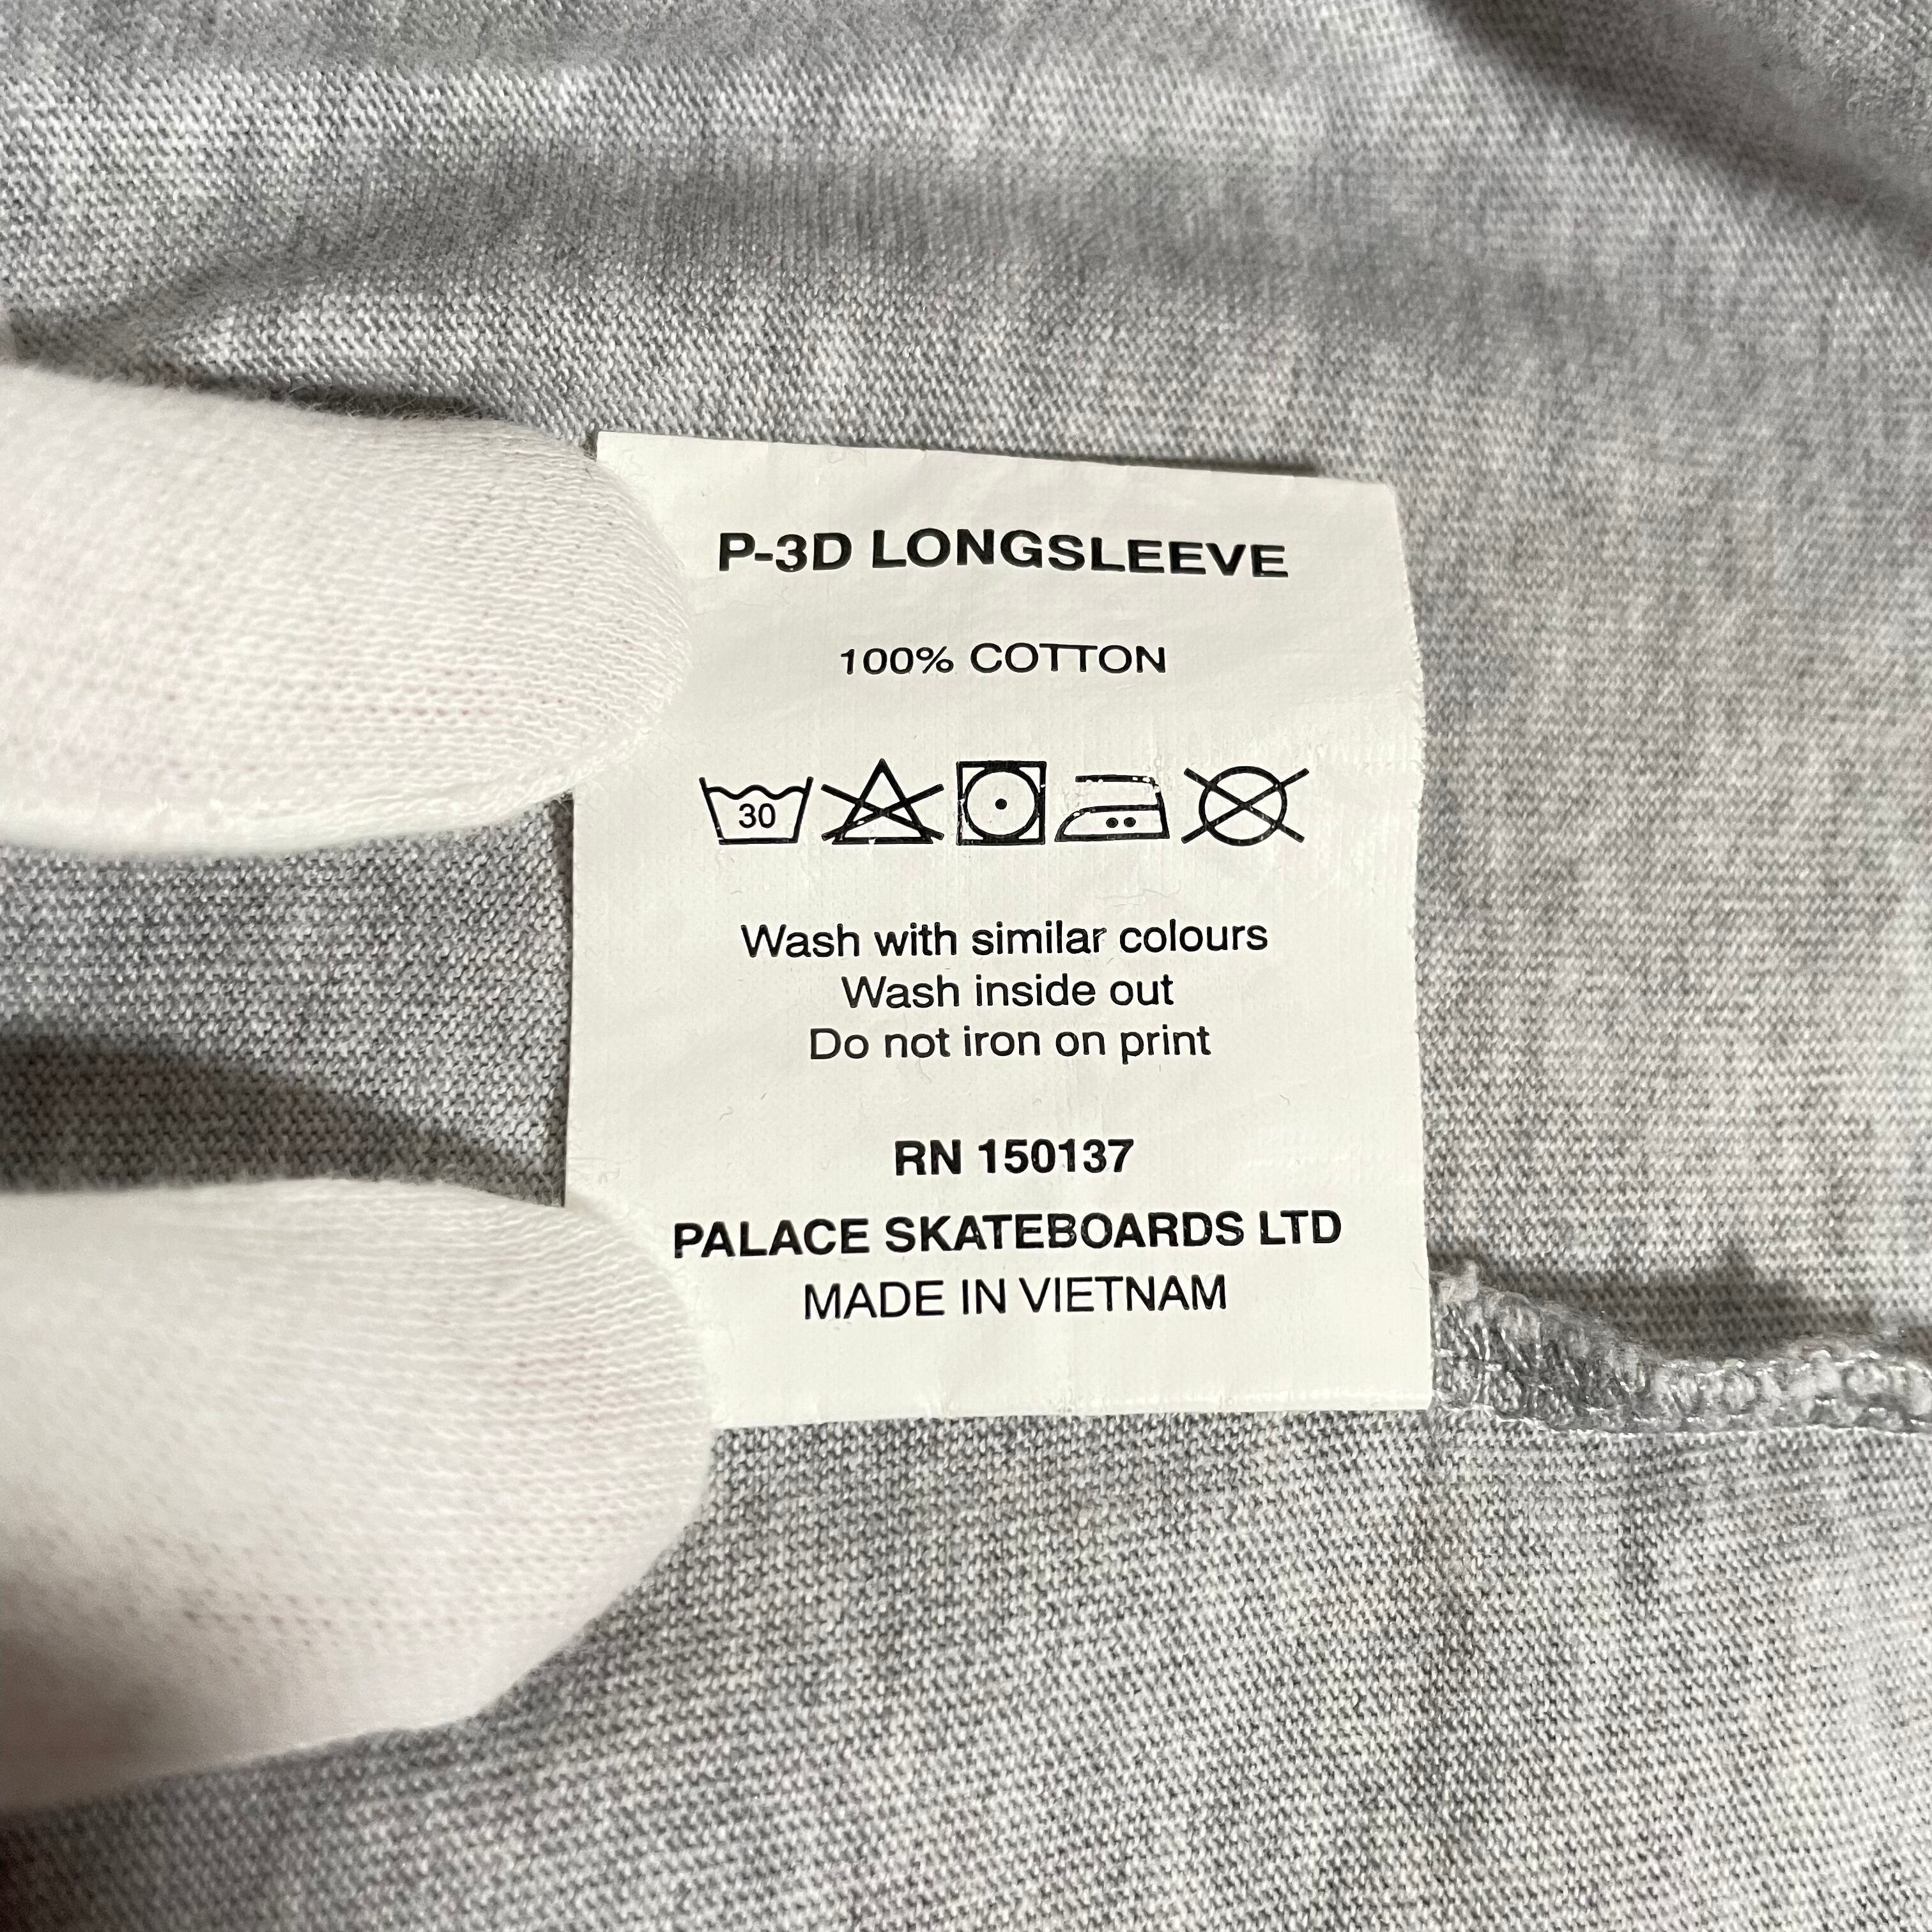 P-3D LONGSLEEVE
100% COTTON
30
Wash with similar colours
Wash inside out
Do not iron on print
RN 150137
PALACE SKATEBOARDS LTD
MADE IN VIETNAM